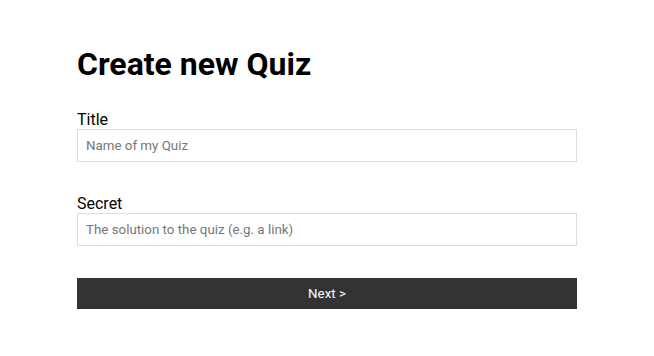 Create new Quiz
Title
Name of my Quiz
Secret
The solution to the quiz (e.g. a link)
Next >